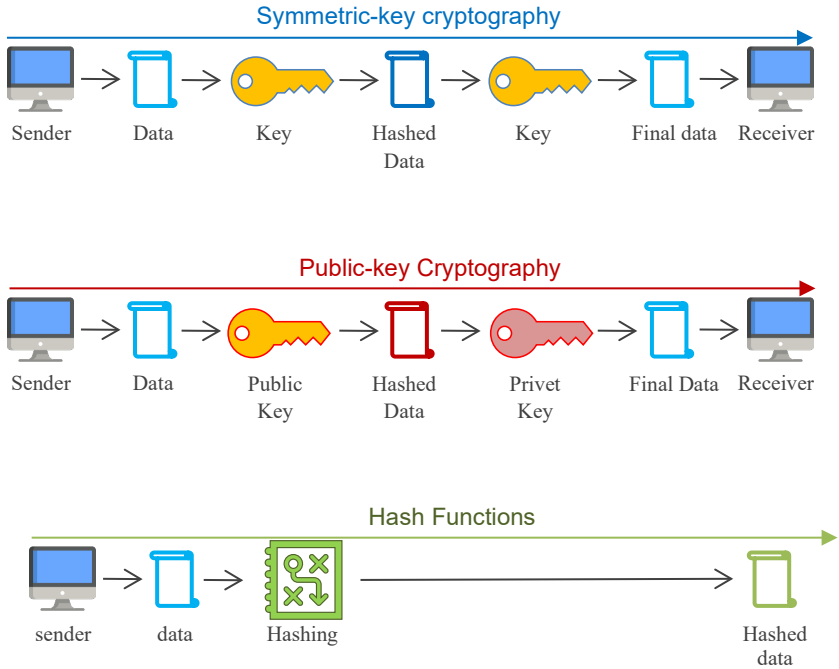 Symmetric-key cryptography
Sender Data Key Hashed Key Final data Receiver
Data
Public-key Cryptography
Sender Data Public Hashed Privet Final Data Receiver
Key Data Key
Hash Functions
sender data Hashing Hashed
data